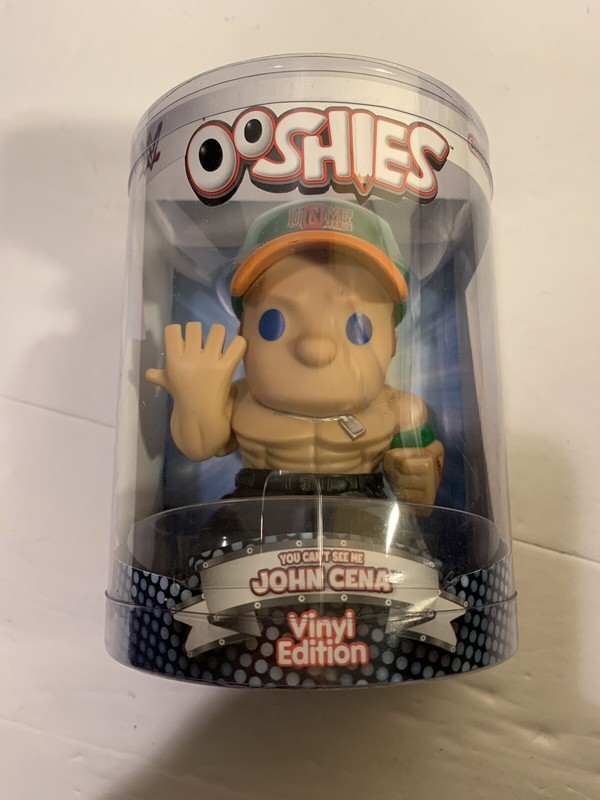 OOSHIES
YOU CAN'T SEE ME
JOHN CENA
Vinyl
Edition